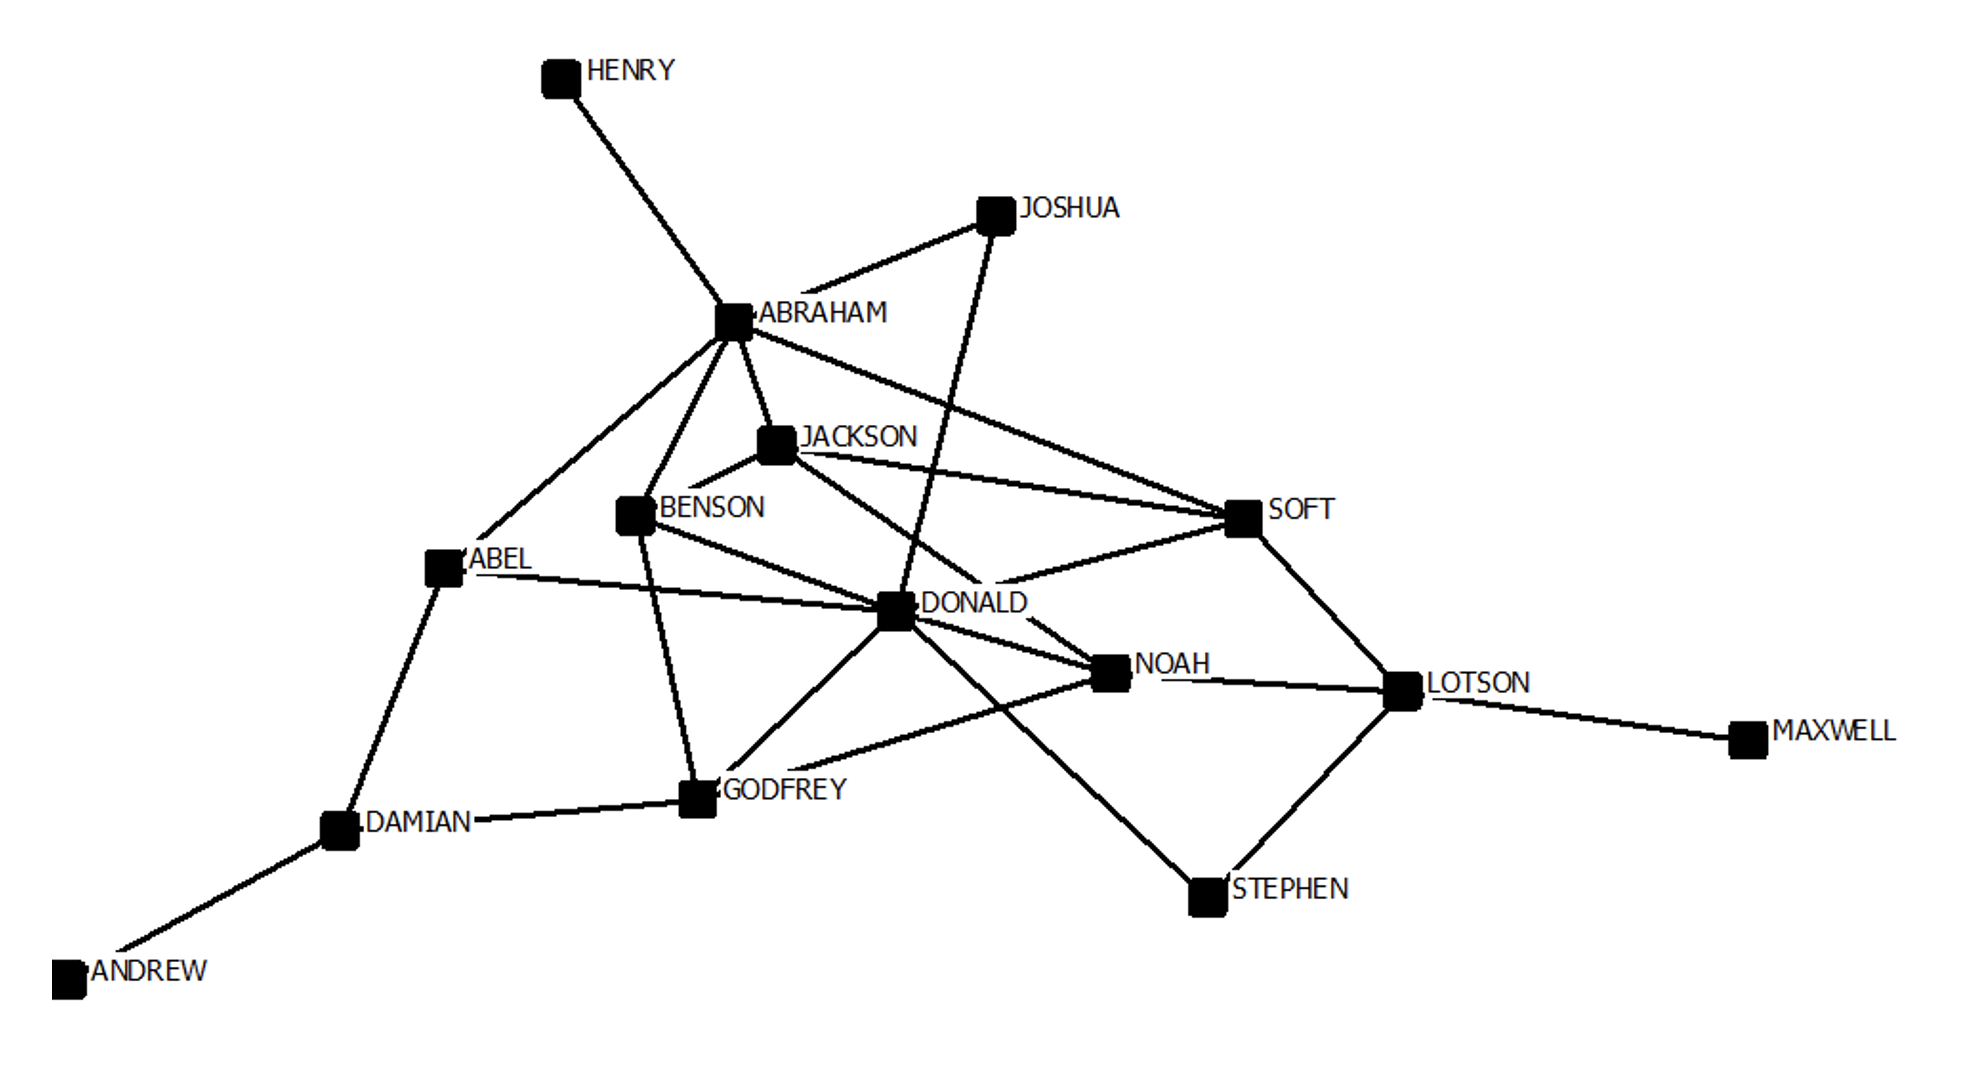 HENRY
JOSHUA
ABRAHAM
JACKSON
BENSON
SOFT
ABEL
DONALD
NOAH
LOTSON
MAXWELL
GODFREY
DAMIAN
STEPHEN
ANDREW